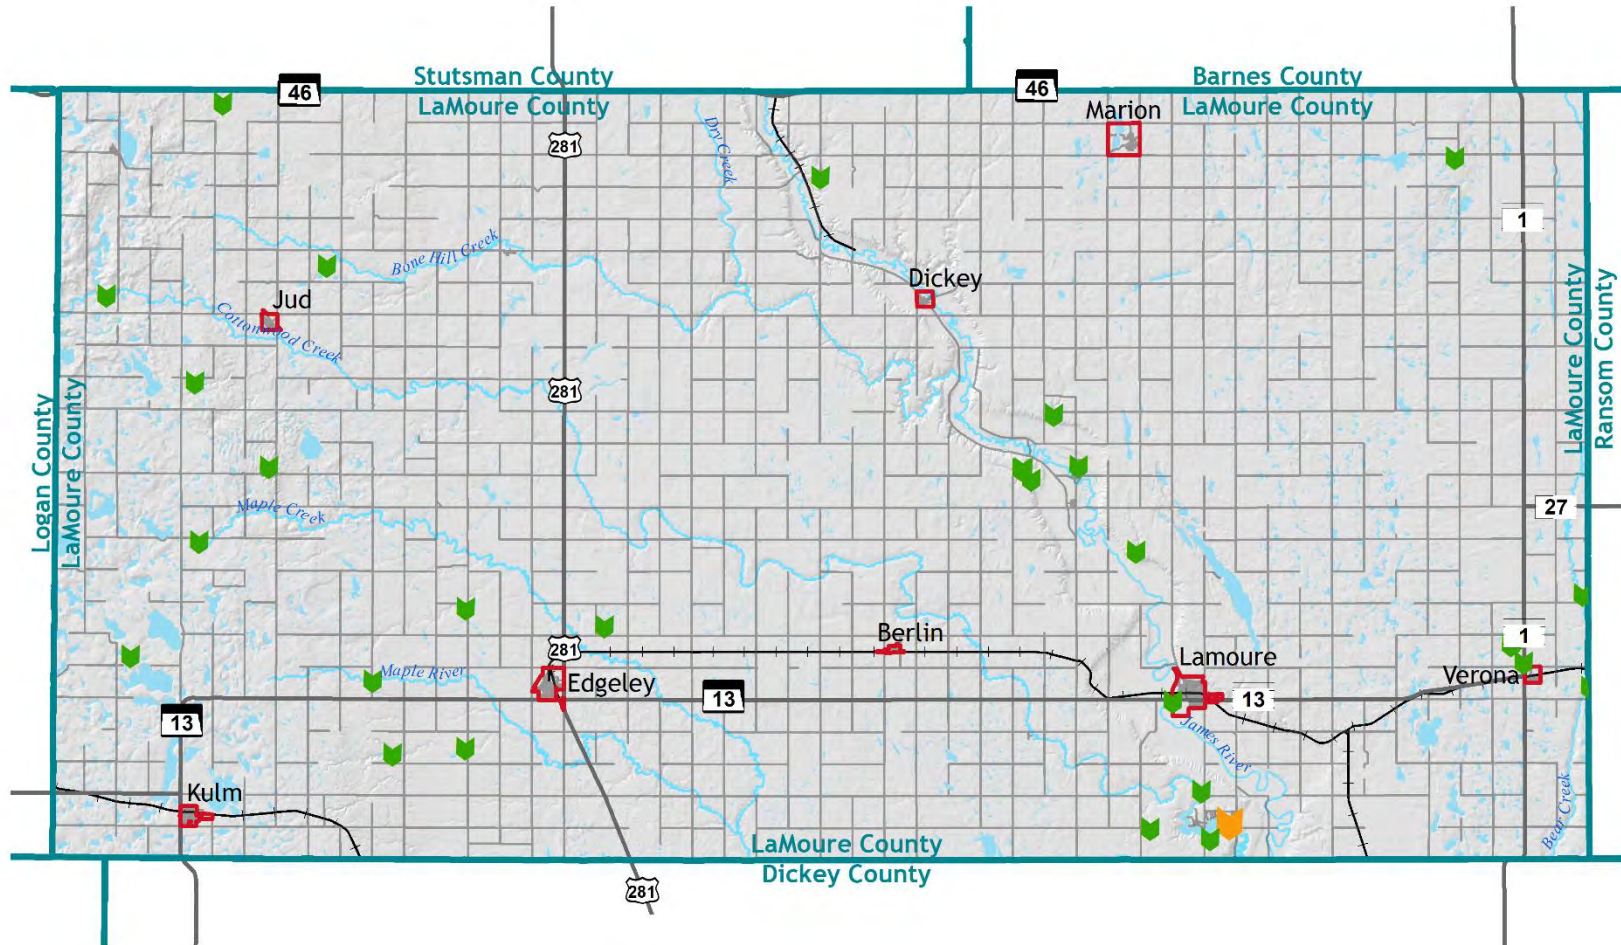 Stutsman County
Barnes County
46
46
LaMoure County
LaMoure County
Marion
Dry Creek
281
1
Bone Hill Creek
Dickey
Jud
Cottonwood Creek
LaMoure County
Ransom County
281
Logan County
LaMoure County
Maple Creek
27
Berlin
1
281
Lamoure
Maple River
Edgeley
Verona
13
13
13
James River
Kulm
Bear Creek
LaMoure County
Dickey County
281